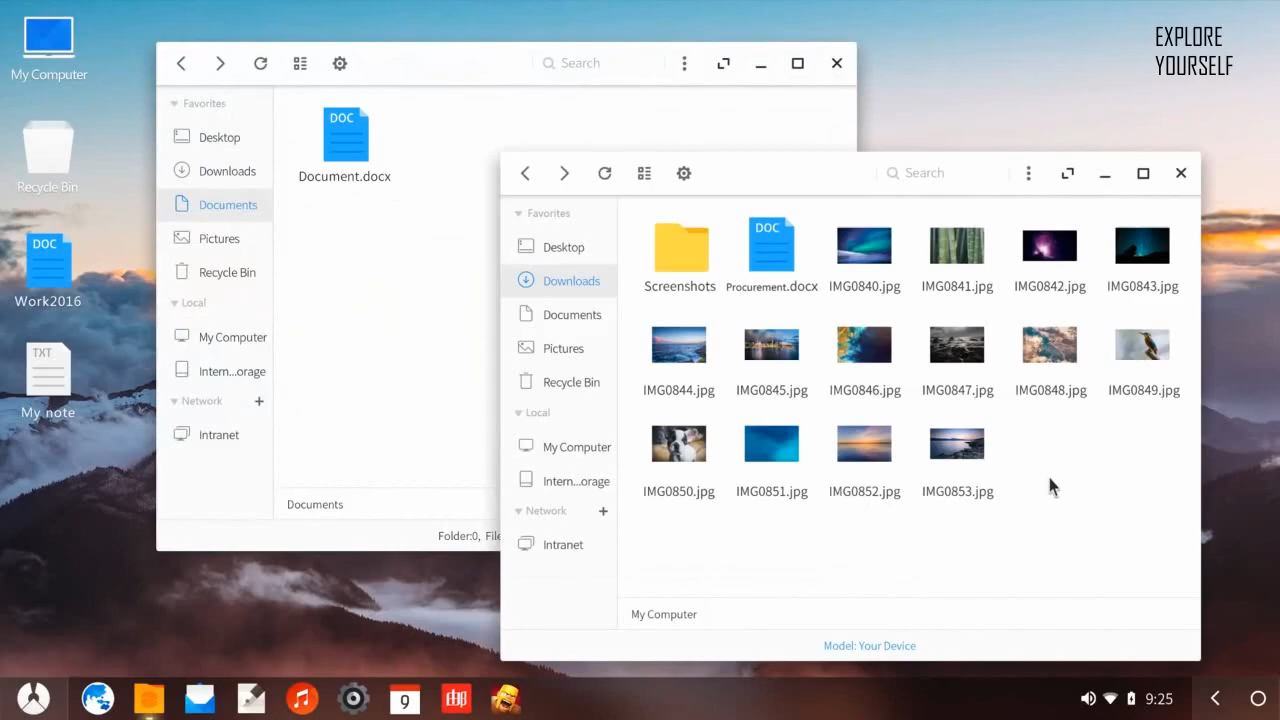 EXPLORE
YOURSELF
My Computer
Recycle Bin
DOC
Work2016
TXT
My note
Search
Favorites
Desktop
Downloads
Documents
Pictures
Recycle Bin
Local
My Computer
Intern...orage
Network +
Intranet
DOC
Document.docx
Documents
Folder:0, File
Search
Favorites
Desktop
Downloads
Documents
Pictures
Recycle Bin
Local
My Computer
Intern...orage
Network +
Intranet
DOC
Screenshots Procurement.docx IMG0840.jpg IMG0841.jpg IMG0842.jpg IMG0843.jpg
IMG0844.jpg IMG0845.jpg IMG0846.jpg IMG0847.jpg IMG0848.jpg IMG0849.jpg
IMG0850.jpg IMG0851.jpg IMG0852.jpg IMG0853.jpg
My Computer
Model: Your Device
9
9:25